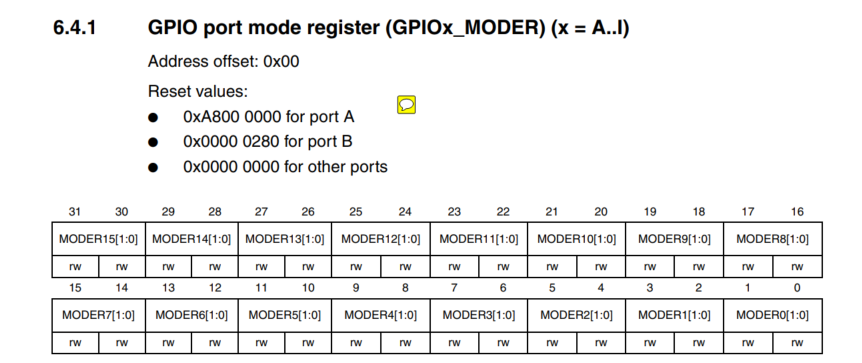 6.4.1 GPIO port mode register (GPIOx_MODER) (x = A..I)
Address offset: 0x00
Reset values:
● 0xA800 0000 for port A
● 0x0000 0280 for port B
● 0x0000 0000 for other ports
31 30 29 28 27 26 25 24 23 22 21 20 19 18 17 16
MODER15[1:0] MODER14[1:0] MODER13[1:0] MODER12[1:0] MODER11[1:0] MODER10[1:0] MODER9[1:0] MODER8[1:0]
rw rw rw rw rw rw rw rw rw rw rw rw rw rw rw rw
15 14 13 12 11 10 9 8 7 6 5 4 3 2 1 0
MODER7[1:0] MODER6[1:0] MODER5[1:0] MODER4[1:0] MODER3[1:0] MODER2[1:0] MODER1[1:0] MODER0[1:0]
rw rw rw rw rw rw rw rw rw rw rw rw rw rw rw rw